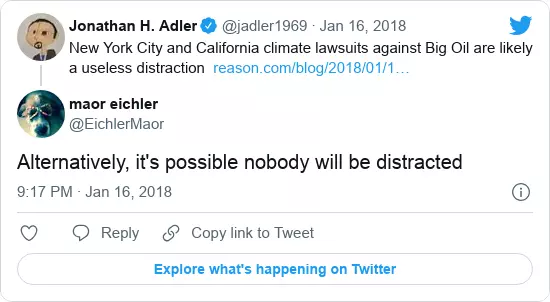 Jonathan H. Adler @jadler1969 · Jan 16, 2018
New York City and California climate lawsuits against Big Oil are likely
a useless distraction reason.com/blog/2018/01/1…
maor eichler
@EichlerMaor
Alternatively, it's possible nobody will be distracted
9:17 PM · Jan 16, 2018
Reply Copy link to Tweet
Explore what's happening on Twitter